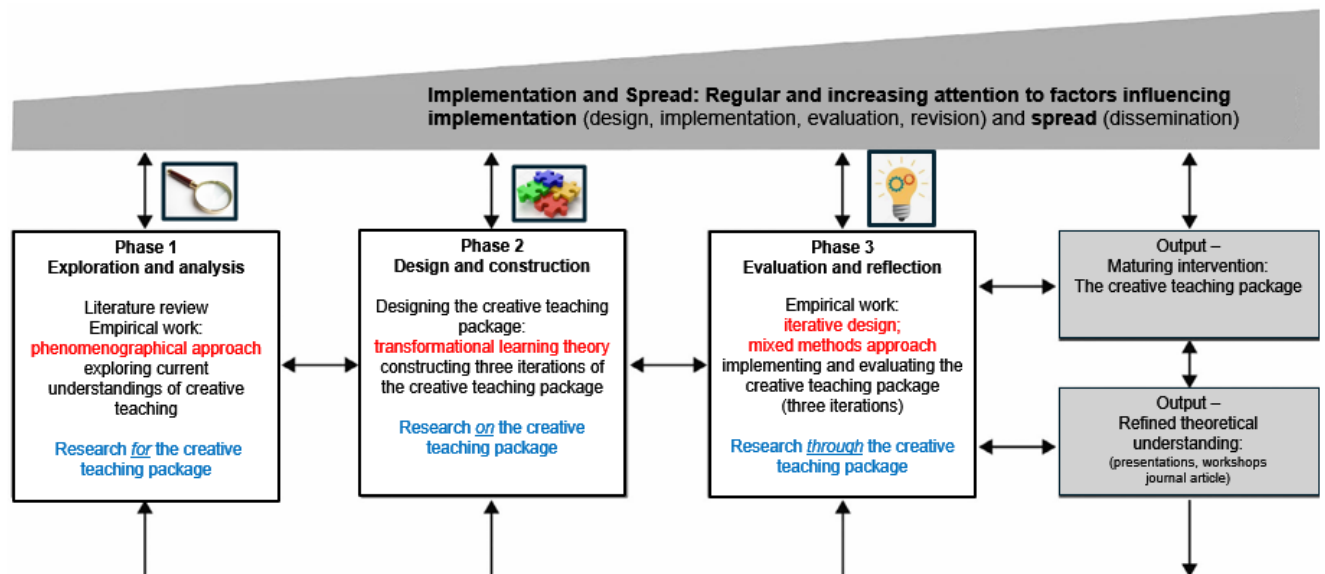 Implementation and Spread: Regular and increasing attention to factors influencing
implementation (design, implementation, evaluation, revision) and spread (dissemination)
Phase 1
Exploration and analysis
Literature review
Empirical work:
phenomenographical approach
exploring current
understandings of creative
teaching
Research for the creative
teaching package
Phase 2
Design and construction
Designing the creative teaching
package:
transformational learning theory
constructing three iterations of
the creative teaching package
Research on the creative
teaching package
Phase 3
Evaluation and reflection
Empirical work:
iterative design;
mixed methods approach
implementing and evaluating the
creative teaching package
(three iterations)
Research through the creative
teaching package
Output –
Maturing intervention:
The creative teaching package
Output –
Refined theoretical
understanding:
(presentations, workshops
journal article)